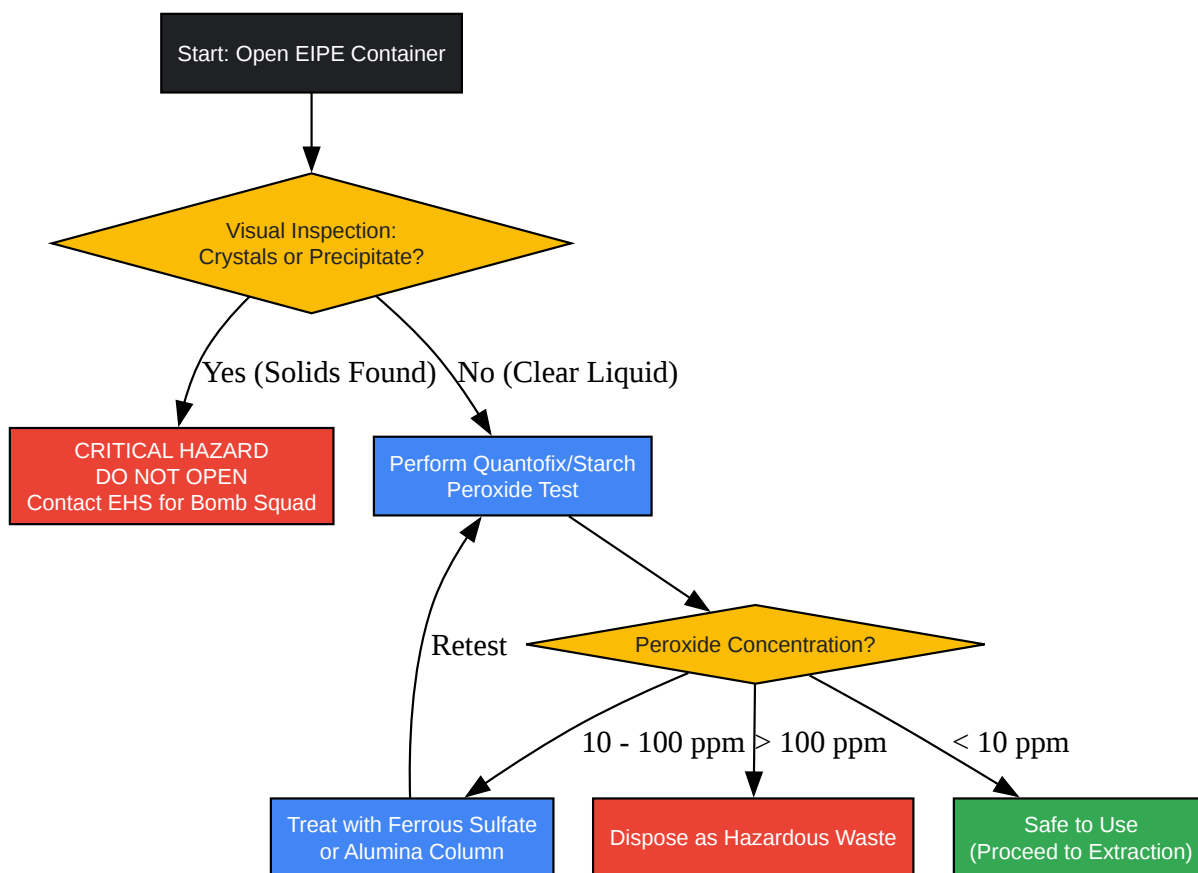 Start: Open EIPE Container
Visual Inspection:
Crystals or Precipitate?
Yes (Solids Found)
No (Clear Liquid)
CRITICAL HAZARD
DO NOT OPEN
Contact EHS for Bomb Squad
Perform Quantofix/Starch
Peroxide Test
Retest
Peroxide Concentration?
10 - 100 ppm
> 100 ppm
< 10 ppm
Treat with Ferrous Sulfate
or Alumina Column
Dispose as Hazardous Waste
Safe to Use
(Proceed to Extraction)